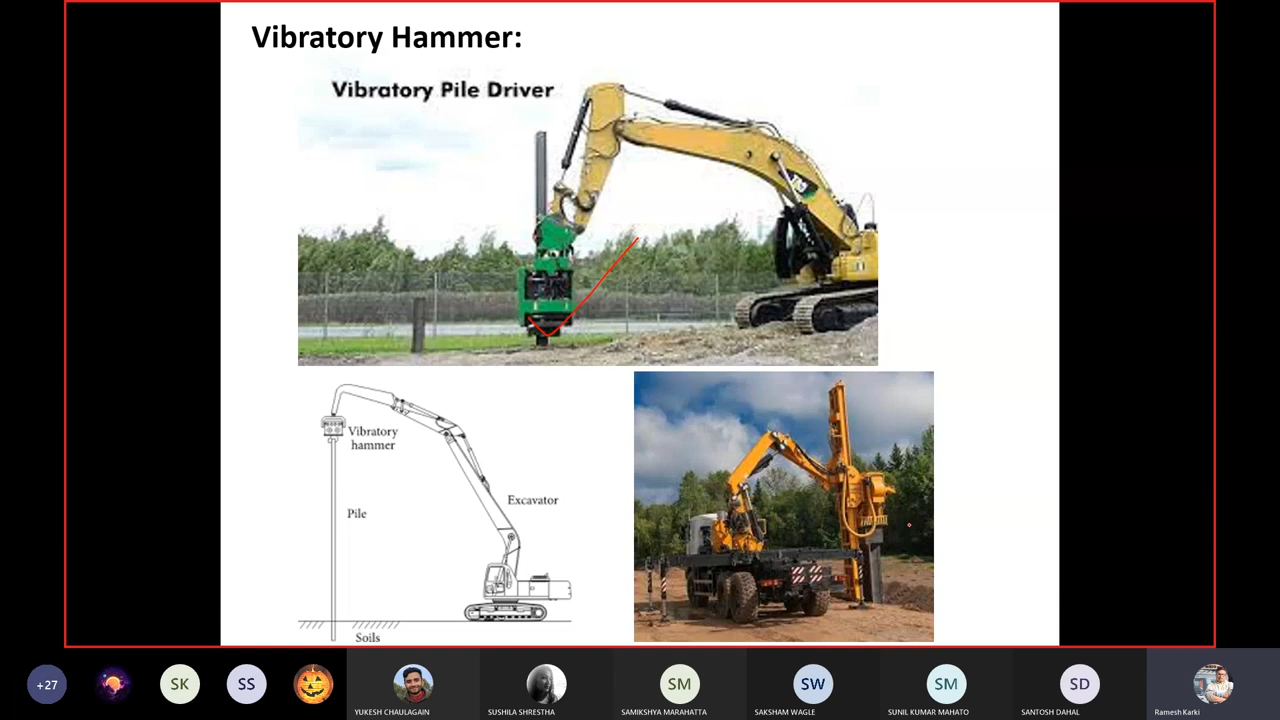 Vibratory Hammer:
Vibratory Pile Driver
Vibratory
hammer
Pile
Excavator
Soils
+27
SK
SS
SM
SW
SM
SD
YUKESH CHAULAGAIN
SUSHILA SHRESTHA
SAMIKSHYA MARAHATTA
SAKSHAM WAGLE
SUNIL KUMAR MAHATO
SANTOSH DAHAL
Ramesh Karki